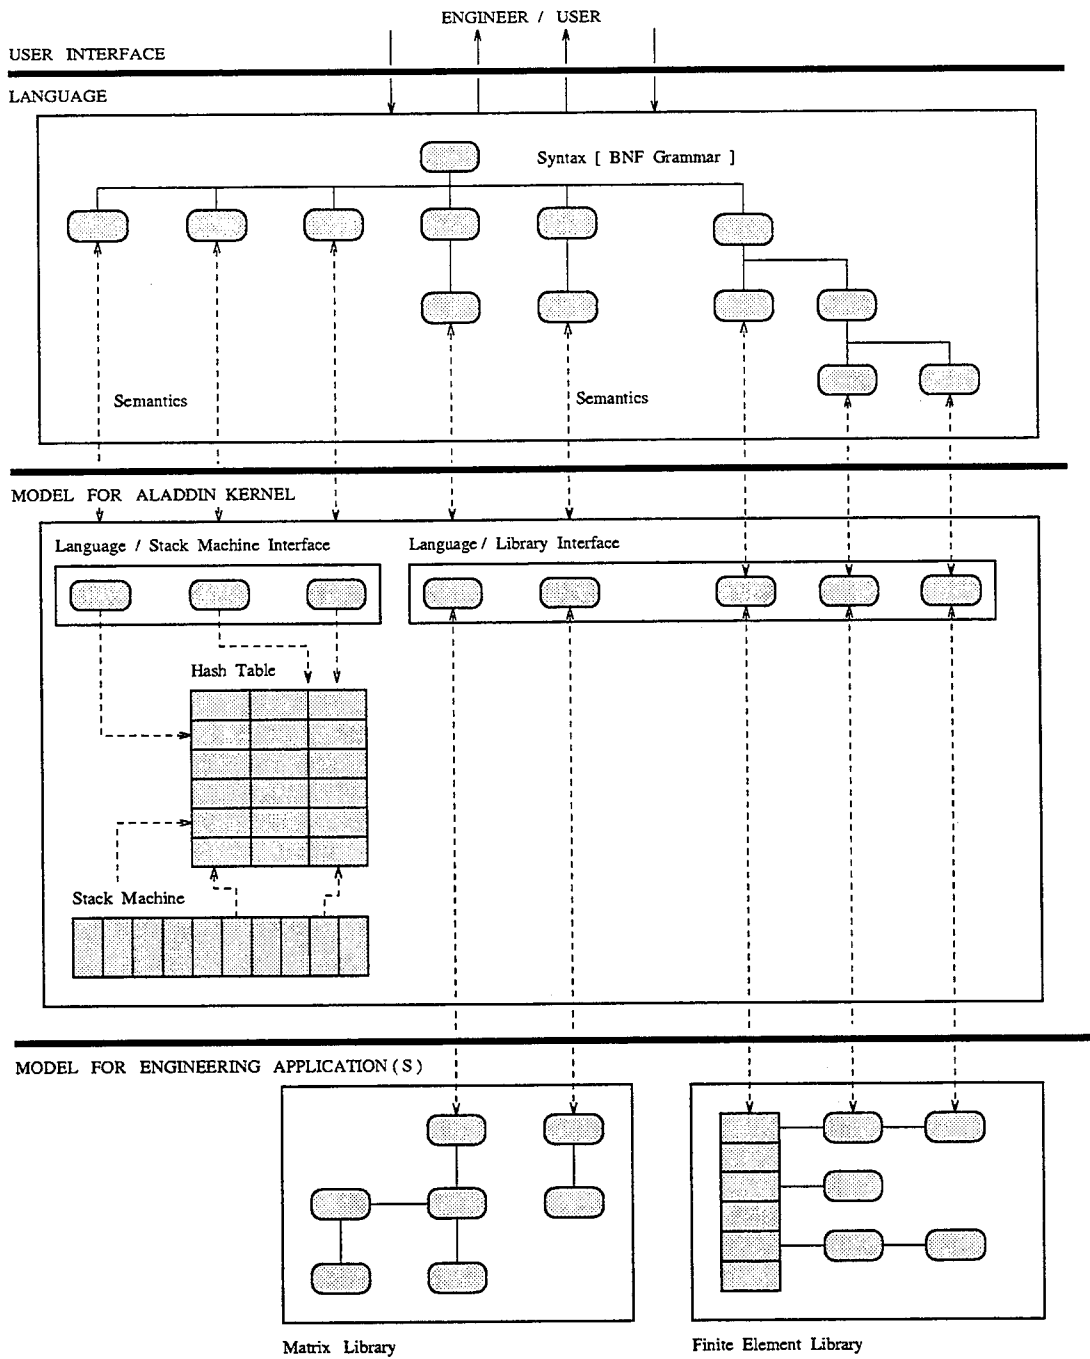 ENGINEER / USER
USER INTERFACE
LANGUAGE
Syntax [ BNF Grammar ]
Semantics
Semantics
MODEL FOR ALADDIN KERNEL
Language / Stack Machine Interface
Language / Library Interface
Hash Table
Stack Machine
MODEL FOR ENGINEERING APPLICATION ( S )
Matrix Library
Finite Element Library